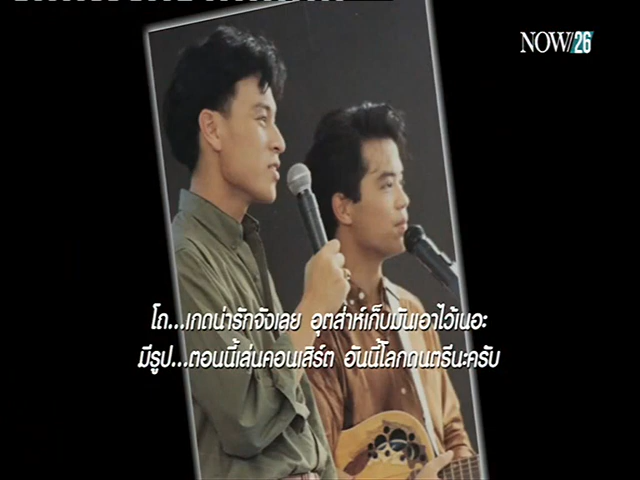 NOW/26
โถ...เกดน่ารักจังเลย อุตส่าห์เก็บมันเอาไว้เนอะ
มีรูป...ตอนนี้เล่นคอนเสิร์ต อันนี้โลกดนตรีนะครับ